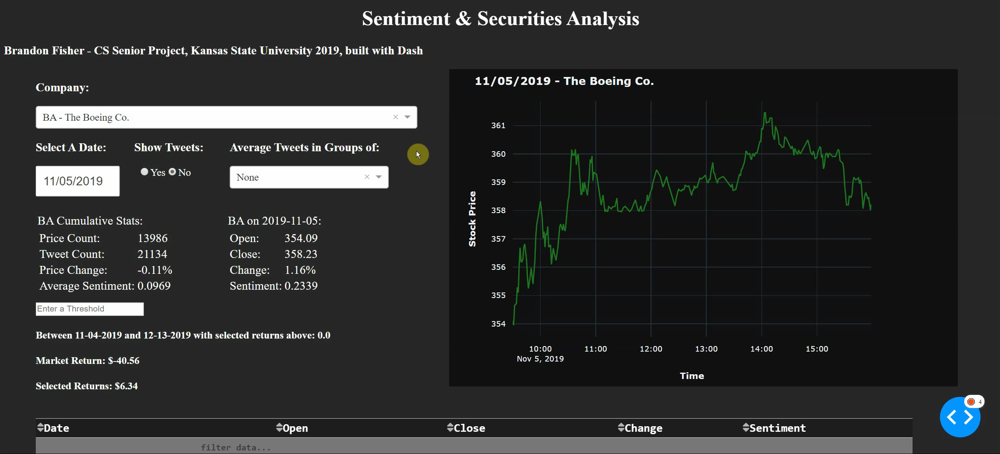 Sentiment & Securities Analysis
Brandon Fisher - CS Senior Project, Kansas State University 2019, built with Dash
Company:
BA - The Boeing Co.
Select A Date: Show Tweets: Average Tweets in Groups of:
11/05/2019 Yes No None
BA Cumulative Stats: BA on 2019-11-05:
Price Count: 13986 Open: 354.09
Tweet Count: 21134 Close: 358.23
Price Change: -0.11% Change: 1.16%
Average Sentiment: 0.0969 Sentiment: 0.2339
Enter a Threshold
Between 11-04-2019 and 12-13-2019 with selected returns above: 0.0
Market Return: $-40.56
Selected Returns: $6.34
11/05/2019 - The Boeing Co.
Stock Price
361
360
359
358
357
356
355
354
10:00 11:00 12:00 13:00 14:00 15:00
Nov 5, 2019
Time
4
Date Open Close Change Sentiment
filter data...